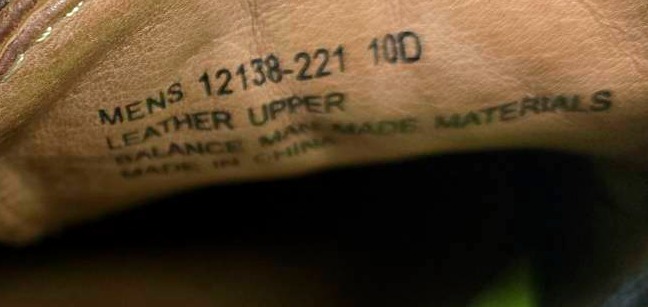 MENS 12138-221 10D
LEATHER UPPER
BALANCE MAN MADE MATERIALS
MADE IN CHINA